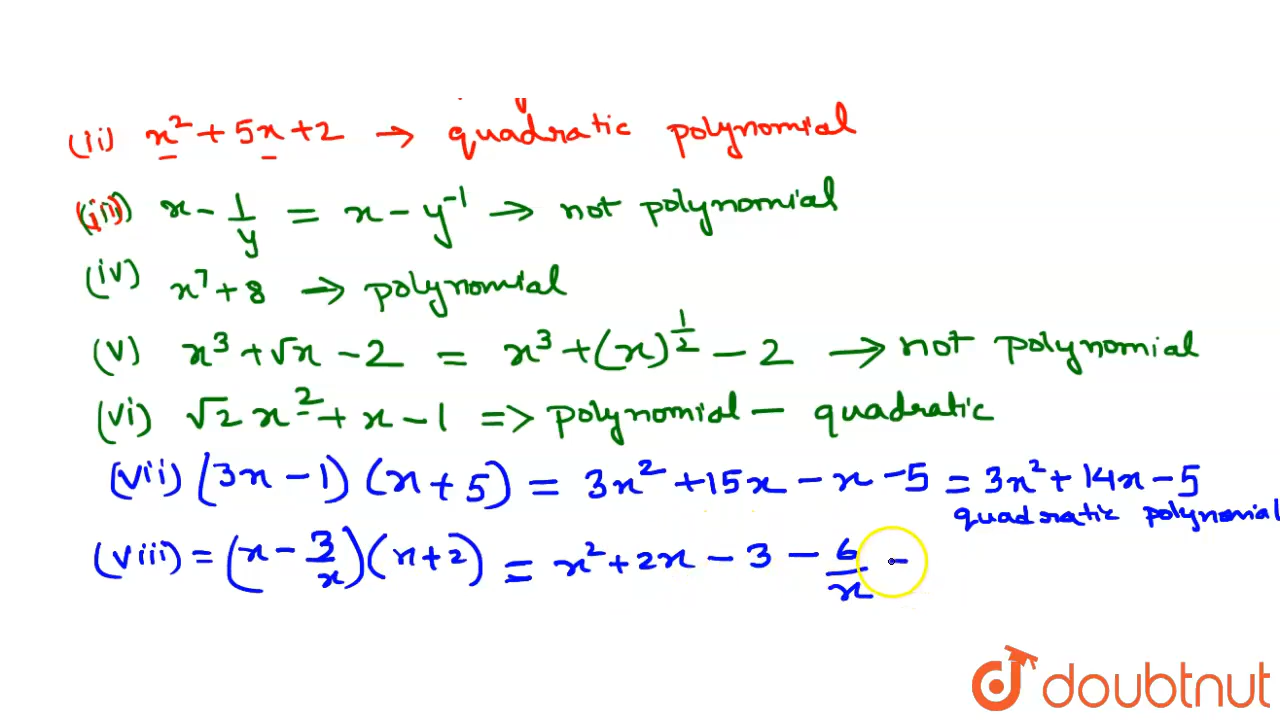 (ii) x² + 5x + 2 → quadratic polynomial
(iii) x - 1/y = x - y⁻¹ → not polynomial
(iv) x⁷ + 8 → polynomial
(v) x³ + √x - 2 = x³ + (x)^(1/2) - 2 → not polynomial
(vi) √2 x² + x - 1 => polynomial - quadratic
(vii) (3x - 1) (x + 5) = 3x² + 15x - x - 5 = 3x² + 14x - 5
quadratic polynomial
(viii) = (x - 3/x) (x + 2) = x² + 2x - 3 - 6/x -
doubtnut